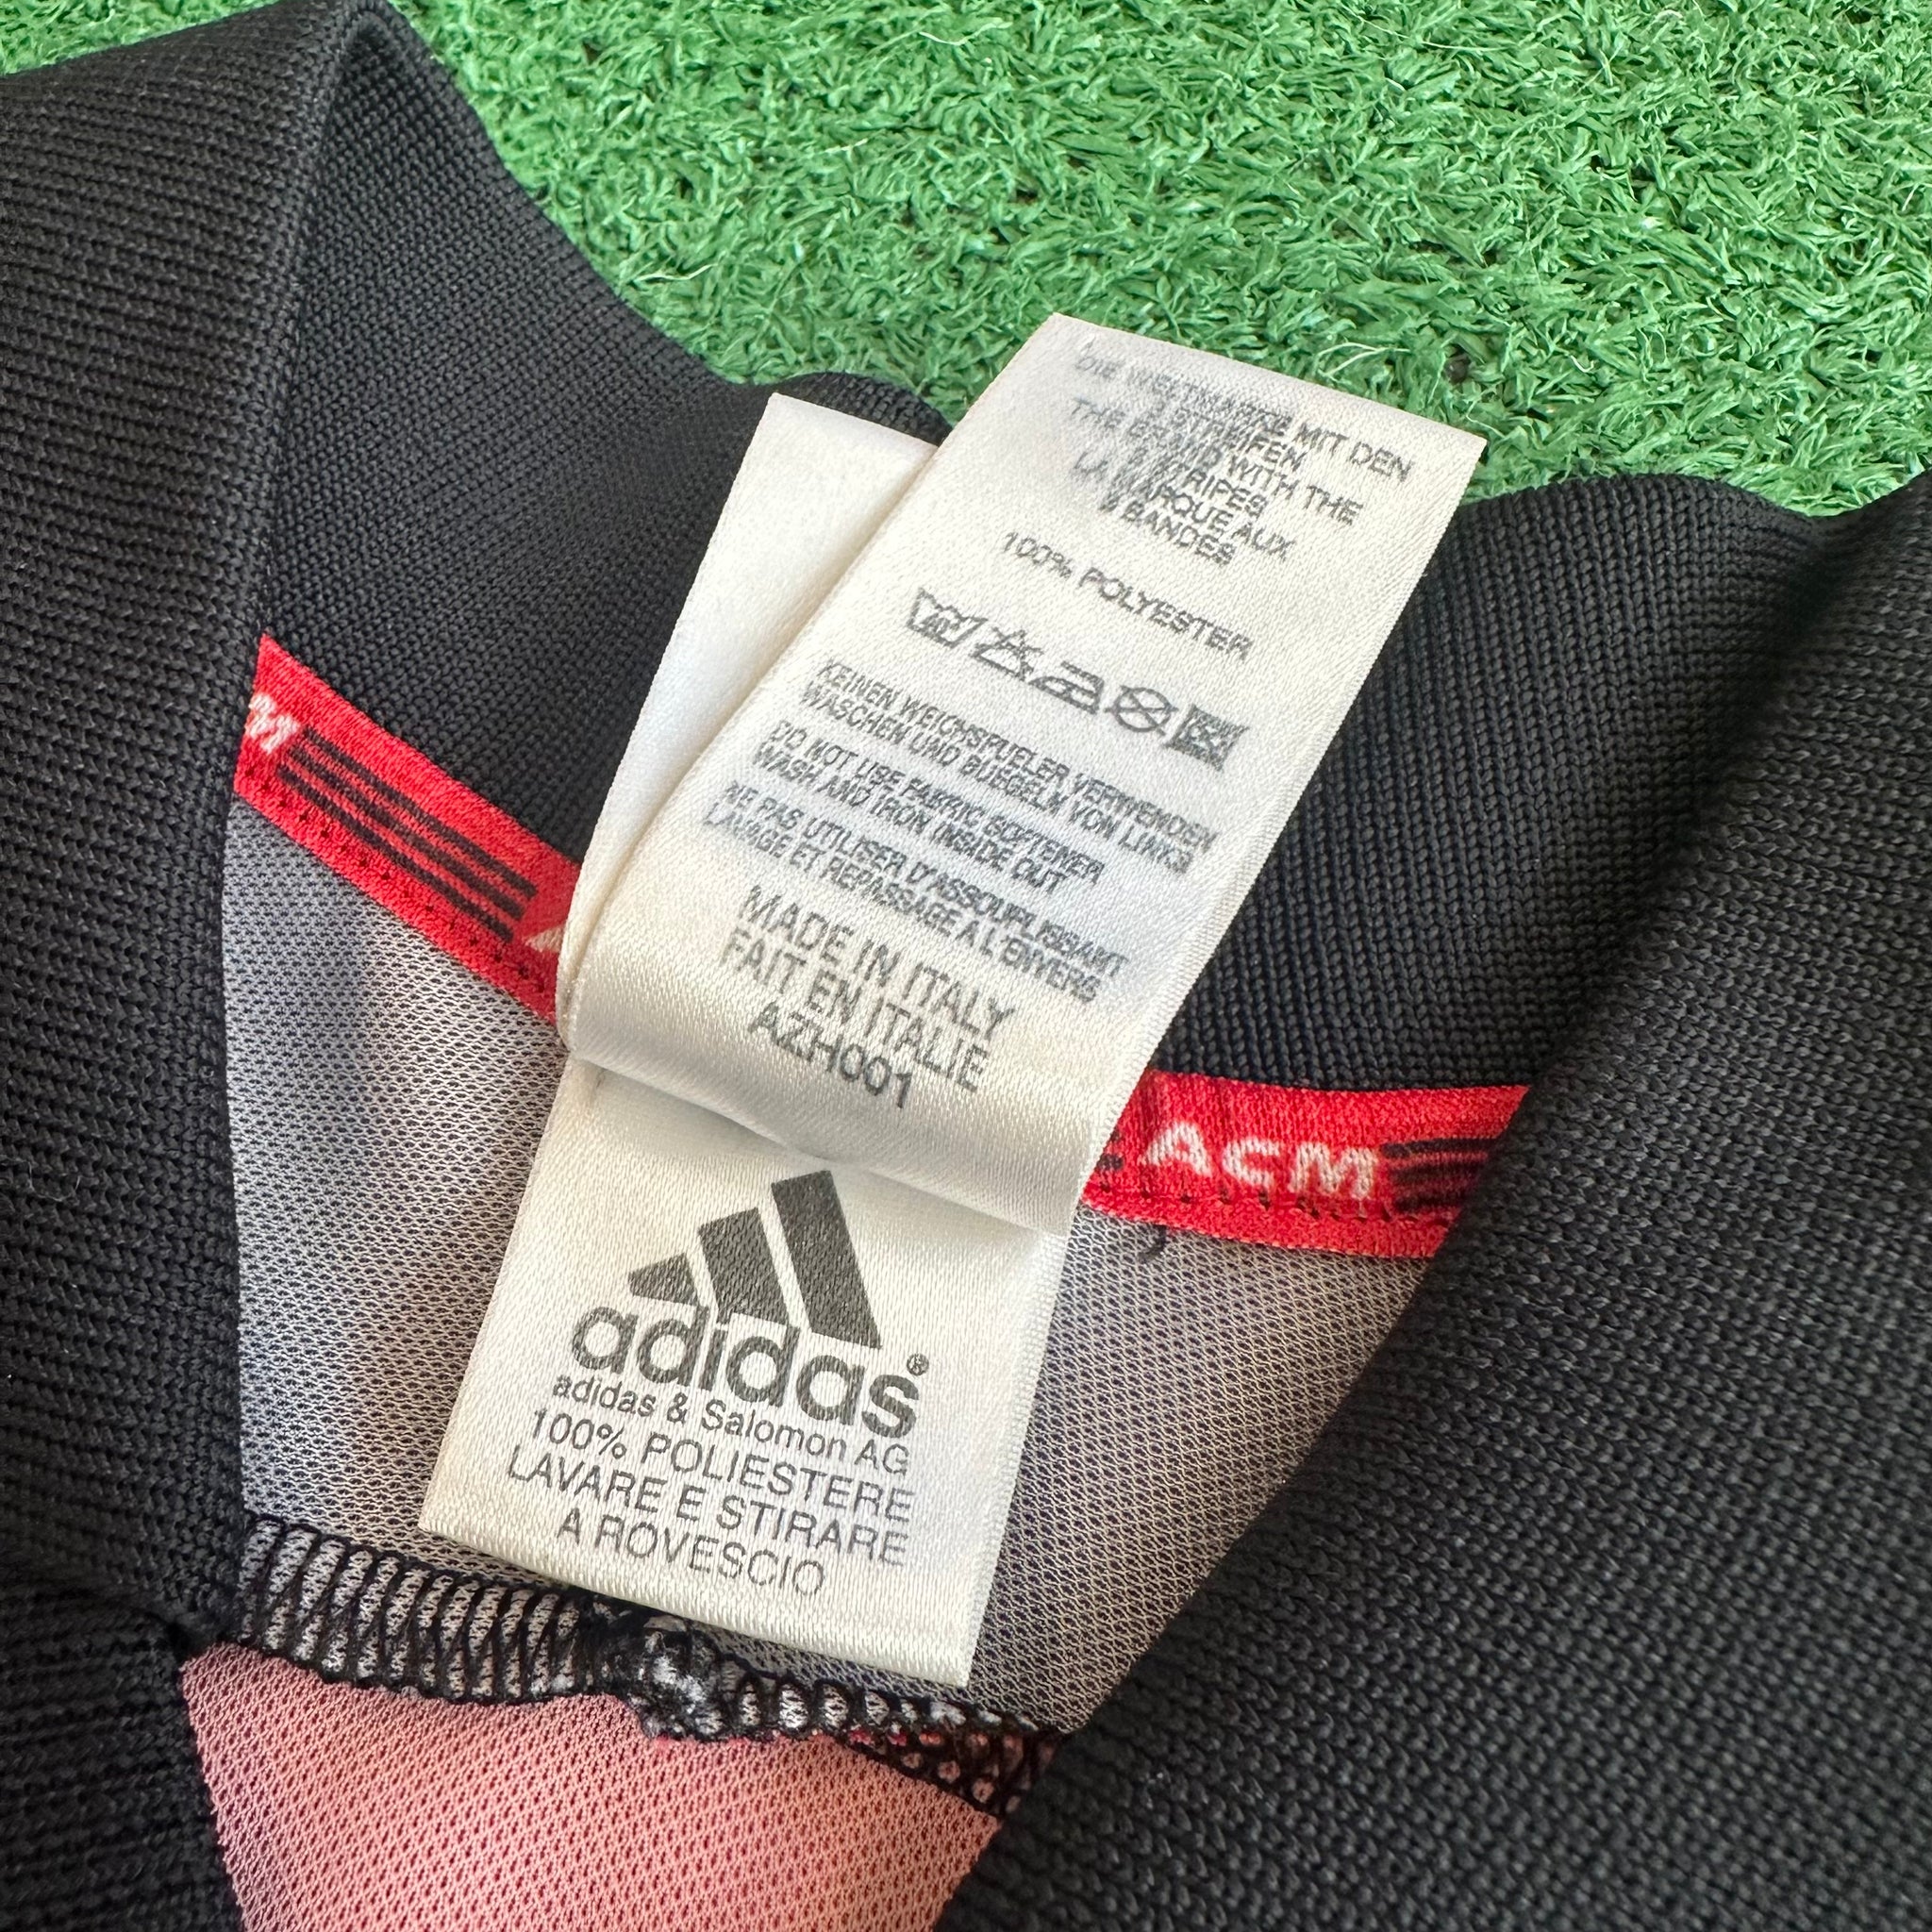 DIE WELTMARKE MIT DEN
3 STREIFEN
THE BRAND WITH THE
3 STRIPES
LA MARQUE AUX
3 BANDES
100% POLYESTER
40
KEINEN WEICHSPUELER VERWENDEN
WASCHEN UND BUEGELN VON LINKS
DO NOT USE FABRIC SOFTENER
WASH AND IRON INSIDE OUT
NE PAS UTILISER D'ASSOUPLISSANT
LAVAGE ET REPASSAGE A L'ENVERS
MADE IN ITALY
FAIT EN ITALIE
AZH001
ACM
adidas®
adidas & Salomon AG
100% POLIESTERE
LAVARE E STIRARE
A ROVESCIO